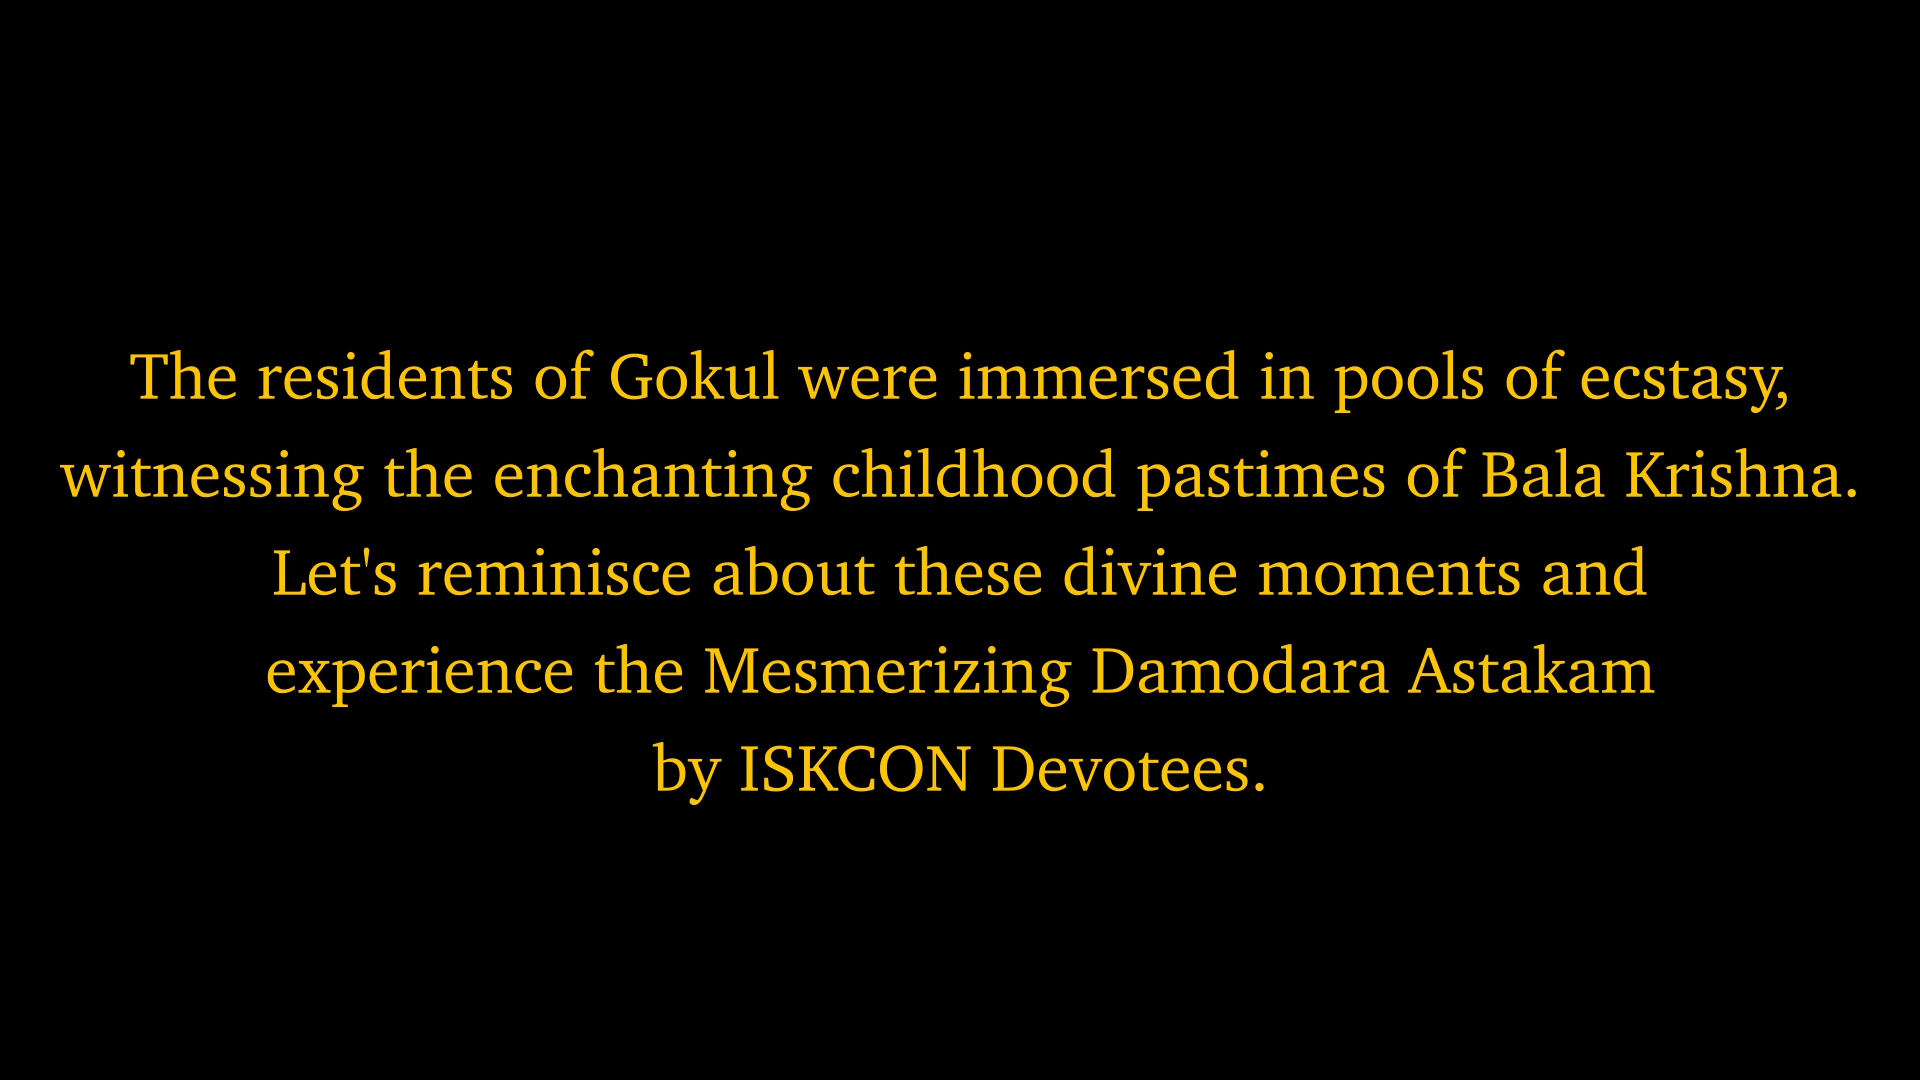 The residents of Gokul were immersed in pools of ecstasy,
witnessing the enchanting childhood pastimes of Bala Krishna.
Let's reminisce about these divine moments and
experience the Mesmerizing Damodara Astakam
by ISKCON Devotees.